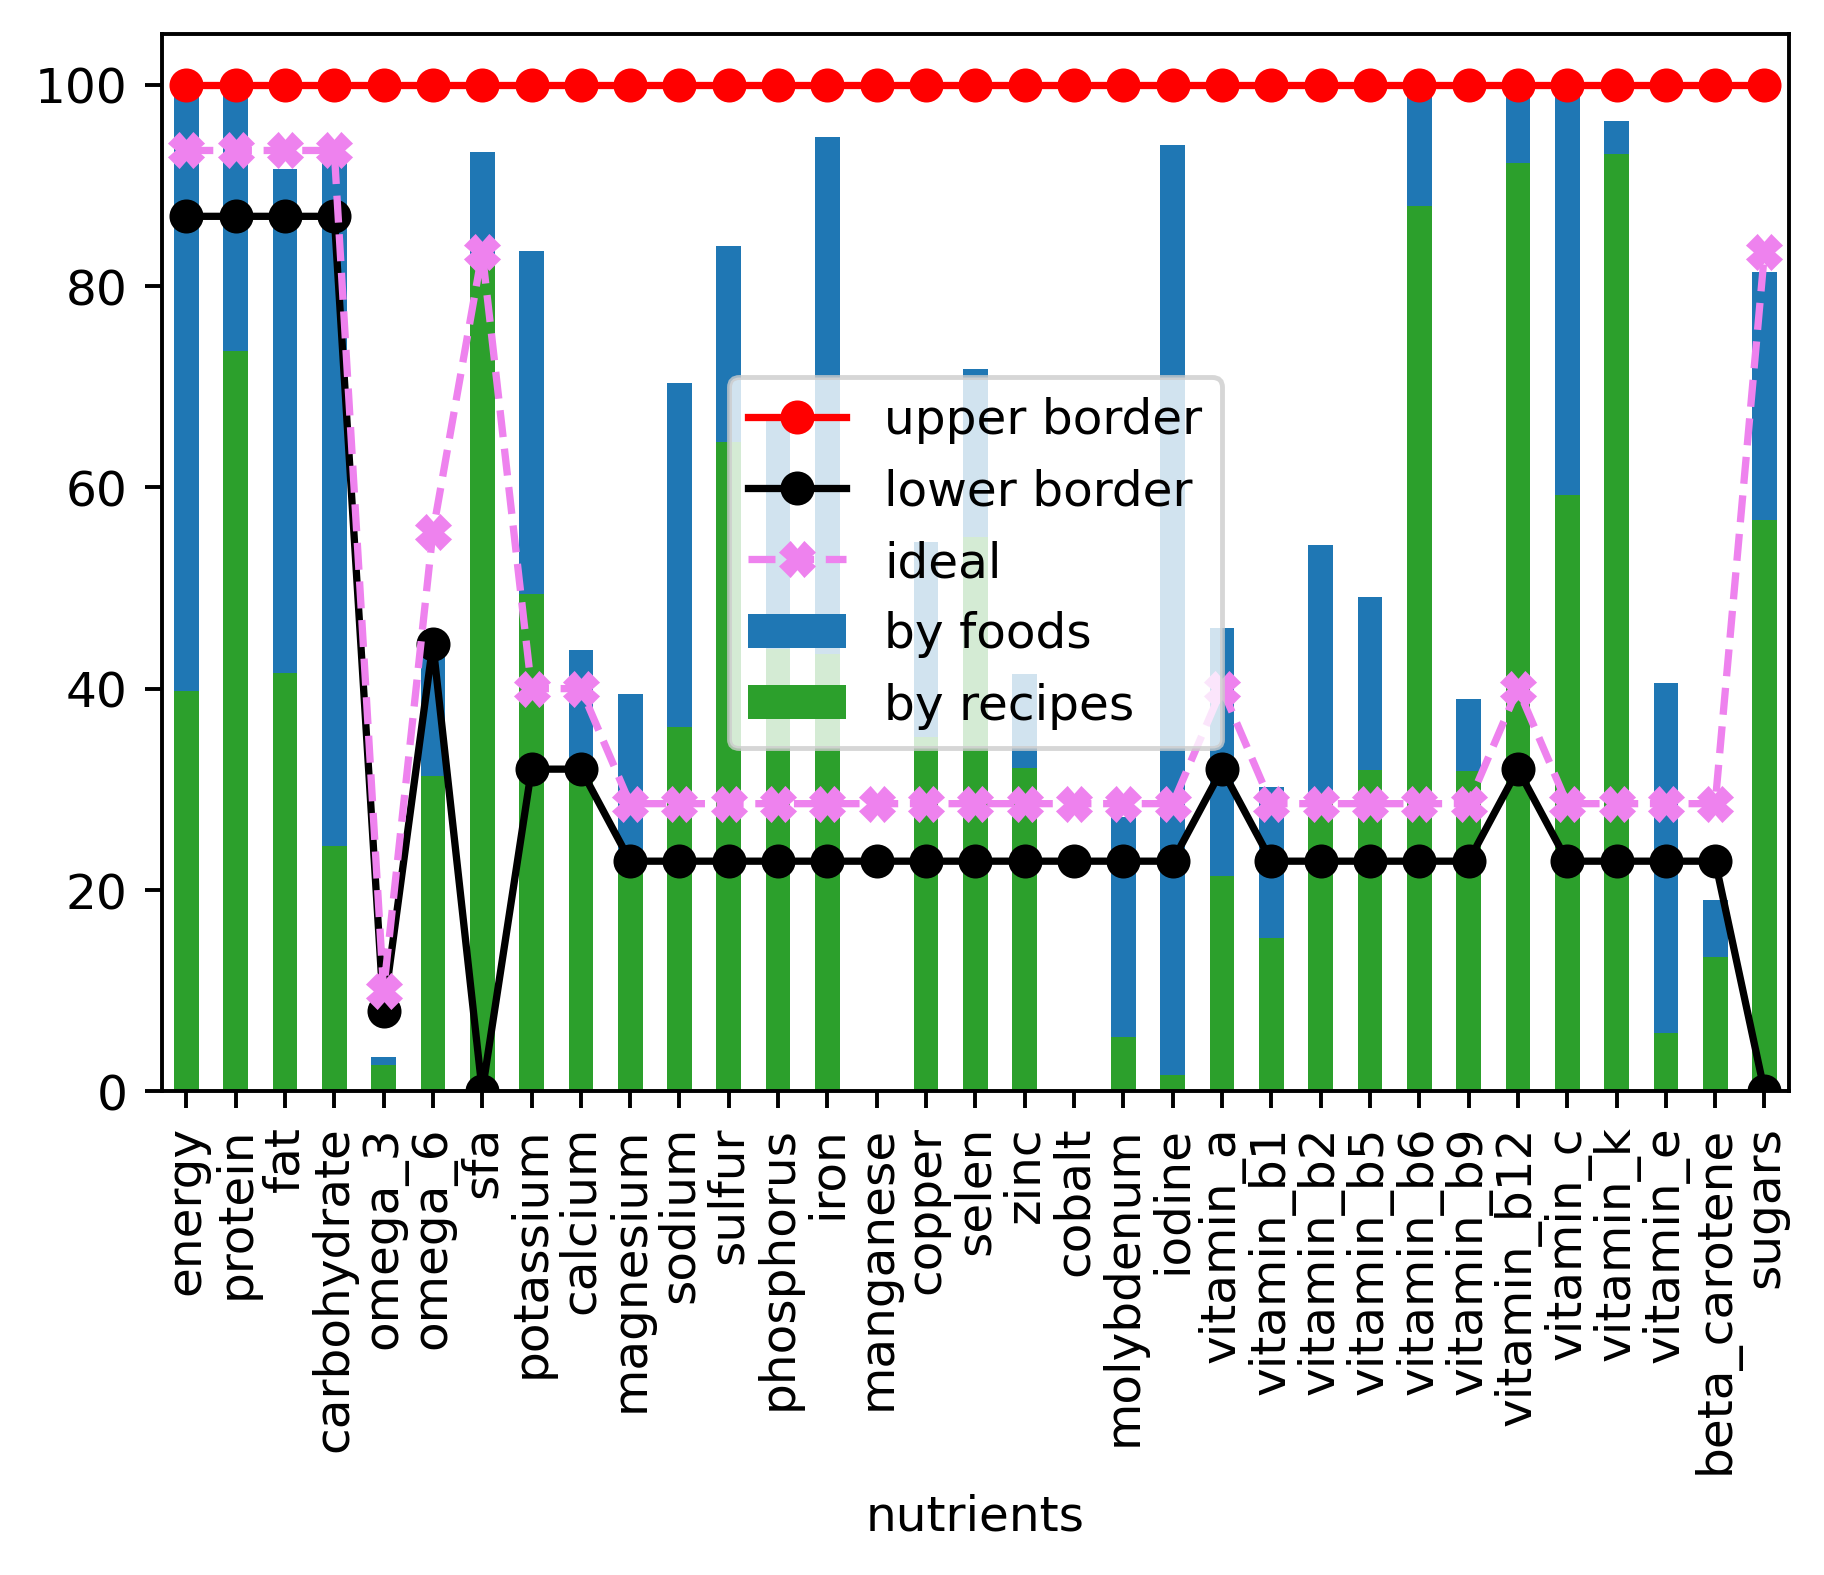 100
80
60
40
20
0
upper border
lower border
ideal
by foods
by recipes
energy
protein
fat
carbohydrate
omega_3
omega_6
sfa
potassium
calcium
magnesium
sodium
sulfur
phosphorus
iron
manganese
copper
selen
zinc
cobalt
molybdenum
iodine
vitamin_a
vitamin_b1
vitamin_b2
vitamin_b5
vitamin_b6
vitamin_b9
vitamin_b12
vitamin_c
vitamin_k
vitamin_e
beta_carotene
sugars
nutrients